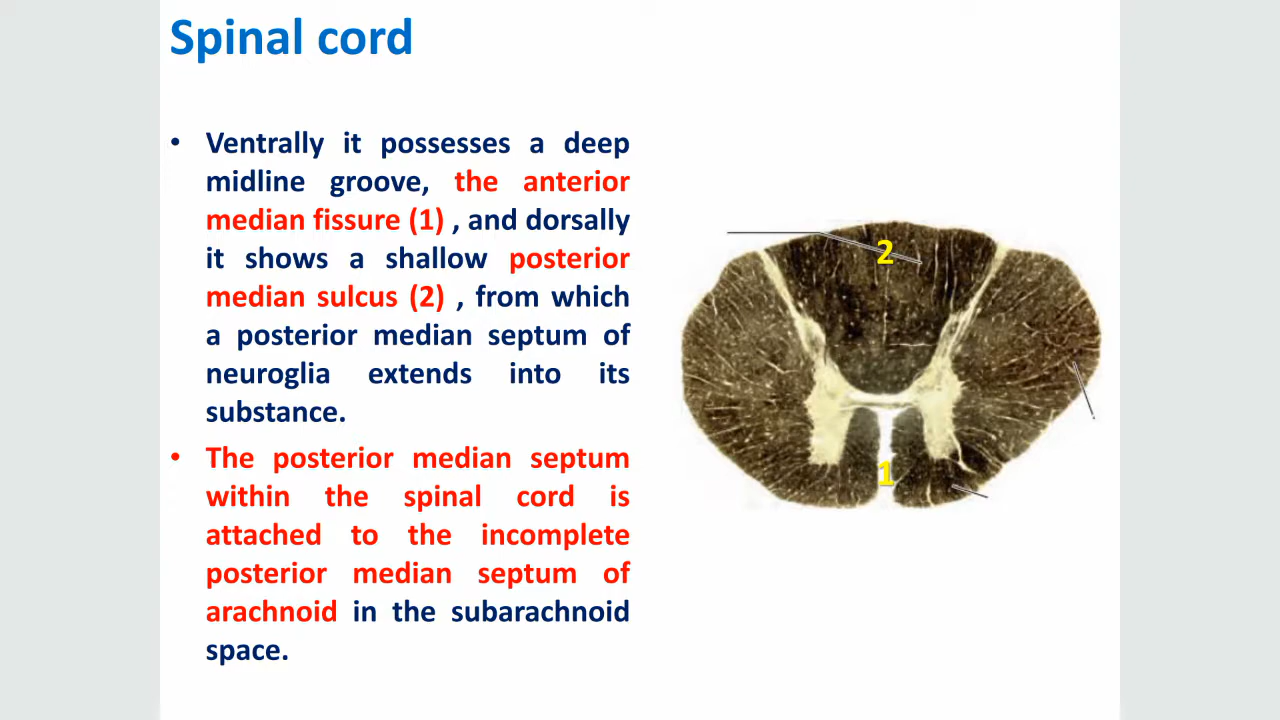 Spinal cord
• Ventrally it possesses a deep
midline groove, the anterior
median fissure (1) , and dorsally
it shows a shallow posterior
median sulcus (2) , from which
a posterior median septum of
neuroglia extends into its
substance.
• The posterior median septum
within the spinal cord is
attached to the incomplete
posterior median septum of
arachnoid in the subarachnoid
space.
2
1